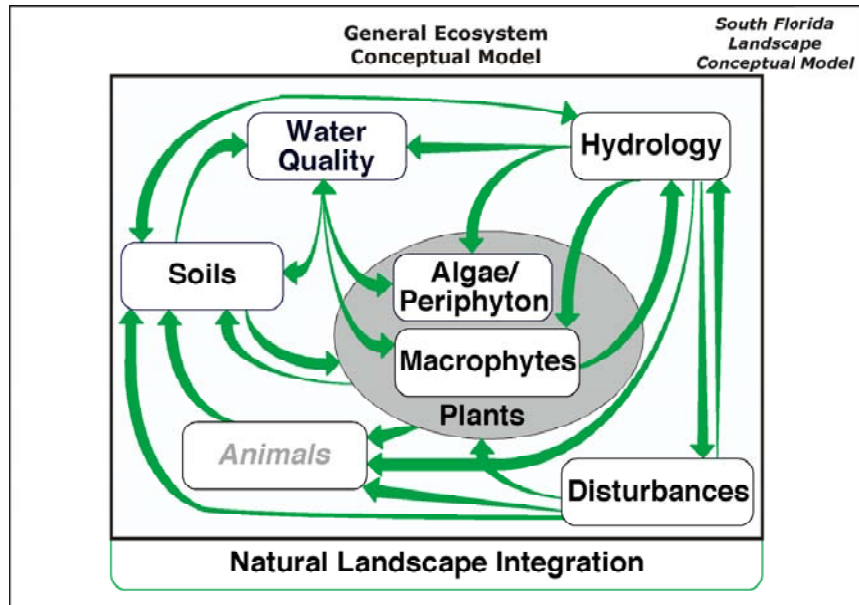 General Ecosystem
Conceptual Model
South Florida
Landscape
Conceptual Model
Water
Quality
Hydrology
Soils
Algae/
Periphyton
Macrophytes
Plants
Animals
Disturbances
Natural Landscape Integration